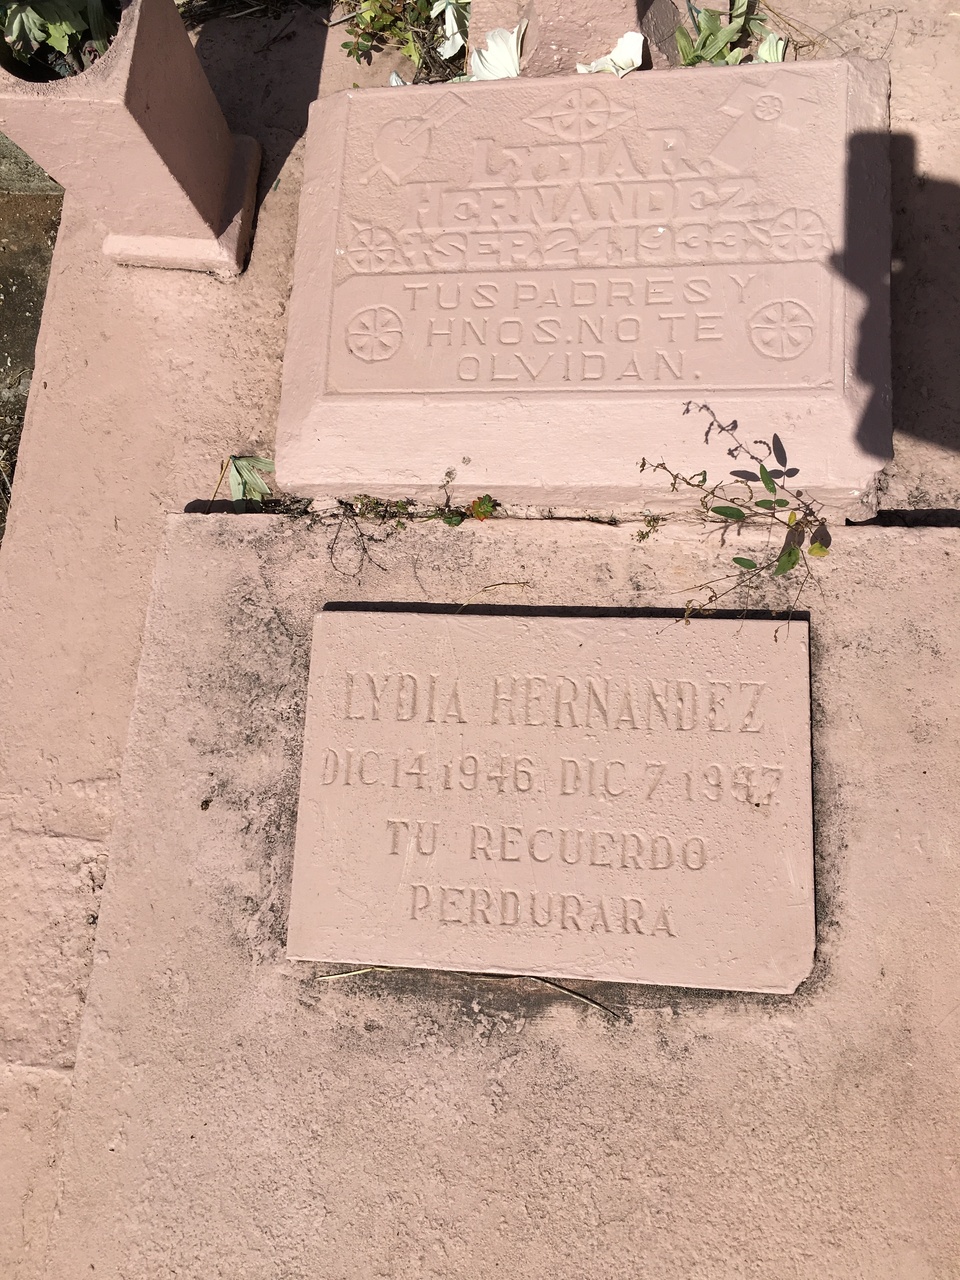 LYDIA R.
HERNANDEZ
+SEP. 24, 1933.
TUS PADRES Y
HNOS. NO TE
OLVIDAN.
LYDIA HERNANDEZ
DIC. 14, 1946. DIC. 7
TU RECUERDO
PERDURARA